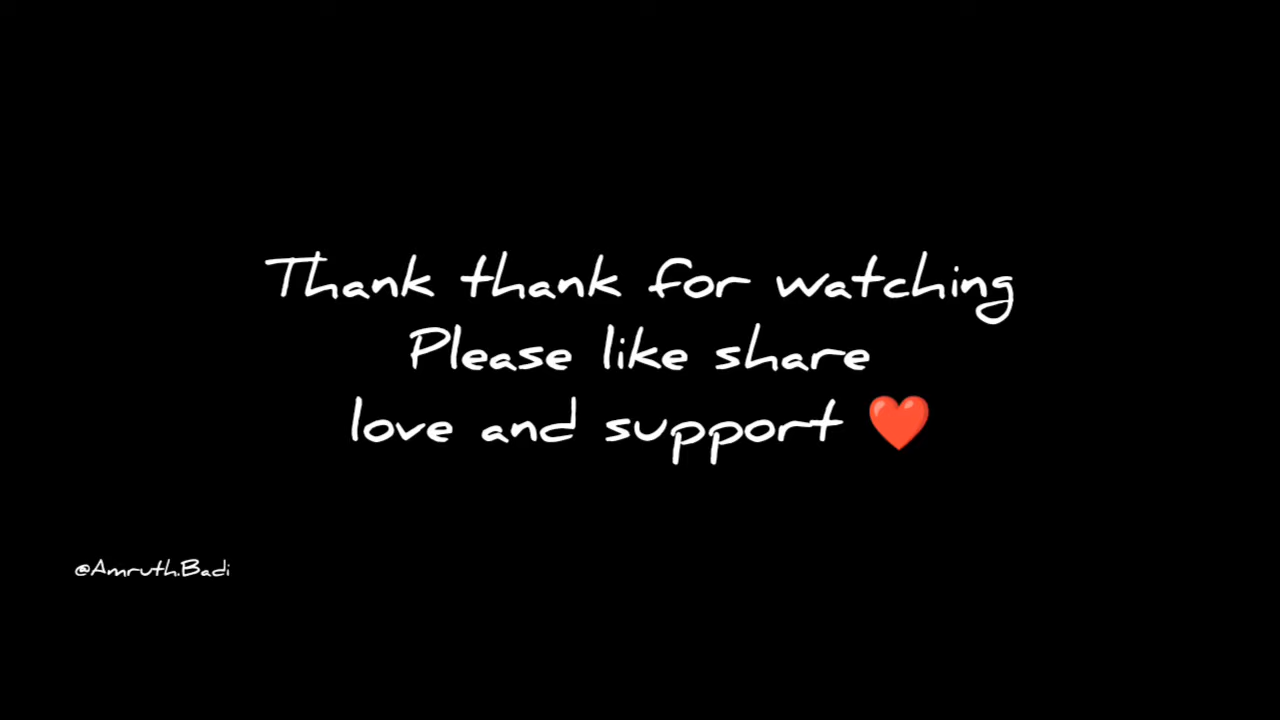 Thank thank for watching
Please like share
love and support ❤️
@Amruth.Badi